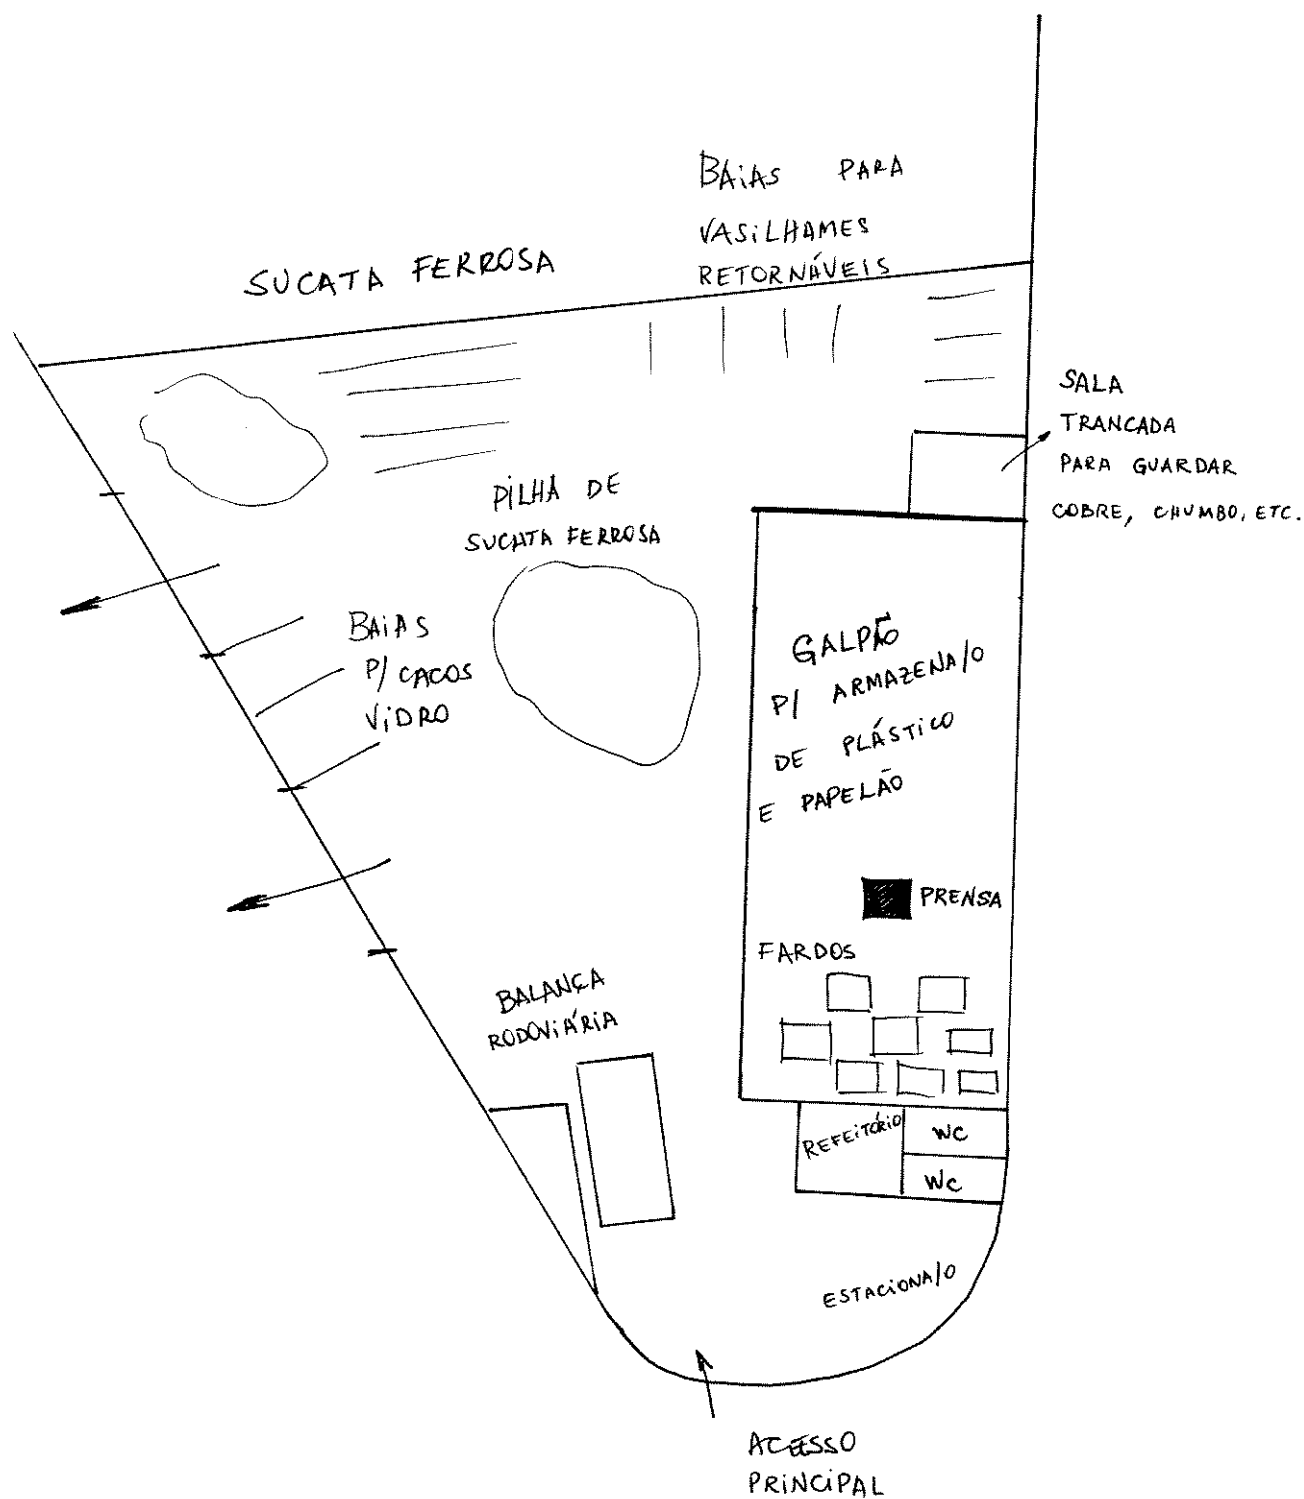 BAIAS PARA
VASILHAMES
RETORNÁVEIS
SUCATA FERROSA
SALA
TRANCADA
PARA GUARDAR
COBRE, CHUMBO, ETC.
PILHA DE
SUCATA FERROSA
BAIAS
P/ CACOS
VIDRO
GALPÃO
P/ ARMAZENA/O
DE PLÁSTICO
E PAPELÃO
PRENSA
FARDOS
BALANÇA
RODOVIÁRIA
REFEITÓRIO
WC
WC
ESTACIONA/O
ACESSO
PRINCIPAL